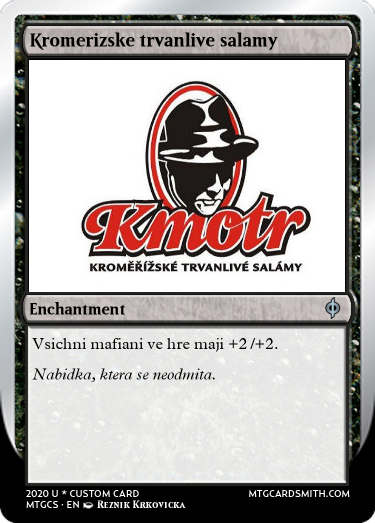 Kromerizske trvanlive salamy
Kmotr
KROMĚŘÍŽSKÉ TRVANLIVÉ SALÁMY
Enchantment
Vsichni mafiani ve hre maji +2/+2.
Nabidka, ktera se neodmita.
2020 U * CUSTOM CARD
MTGCARDSMITH.COM
MTGCS · EN REZNIK KRKOVICKA